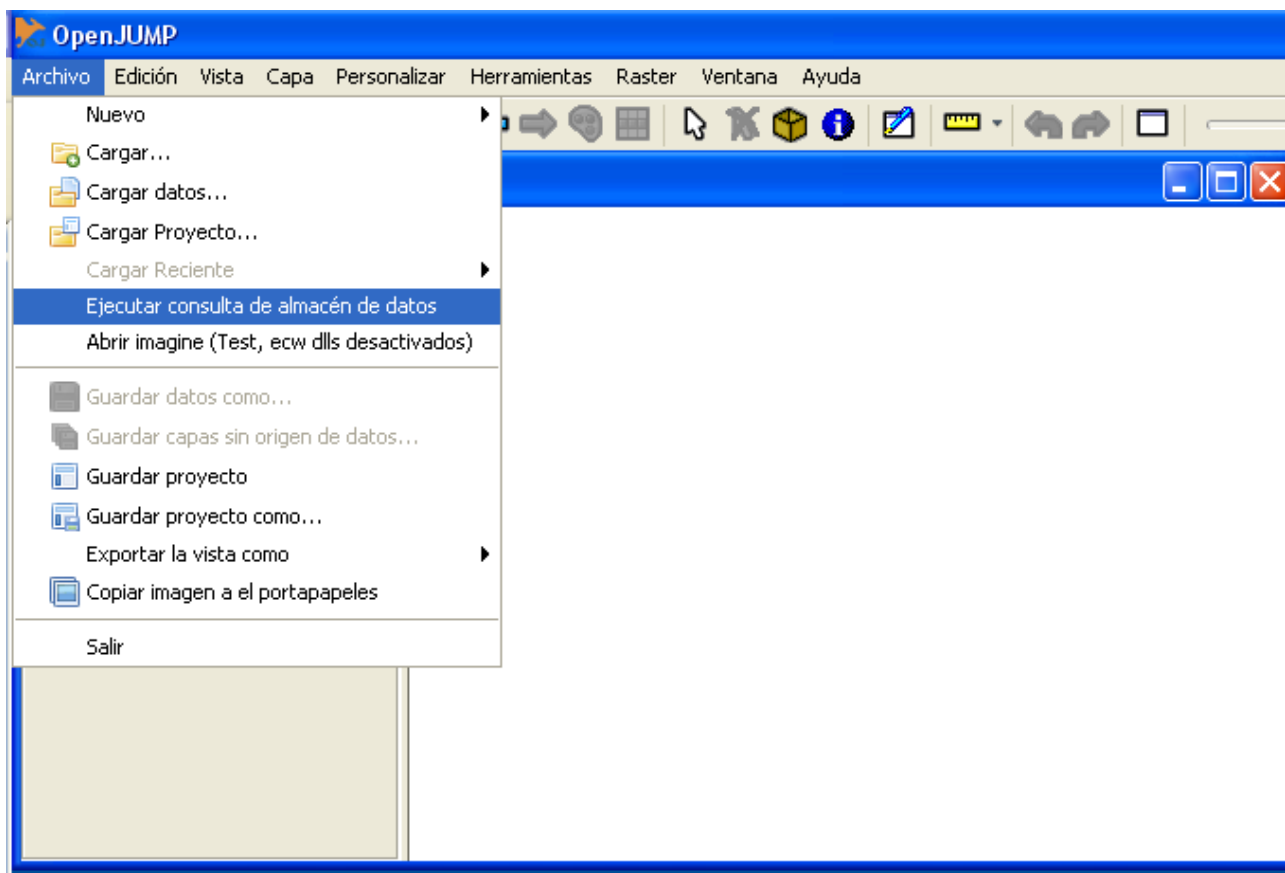 OpenJUMP
Archivo Edición Vista Capa Personalizar Herramientas Raster Ventana Ayuda
Nuevo
Cargar...
Cargar datos...
Cargar Proyecto...
Cargar Reciente
Ejecutar consulta de almacén de datos
Abrir imagine (Test, ecw dlls desactivados)
Guardar datos como...
Guardar capas sin origen de datos...
Guardar proyecto
Guardar proyecto como...
Exportar la vista como
Copiar imagen a el portapapeles
Salir